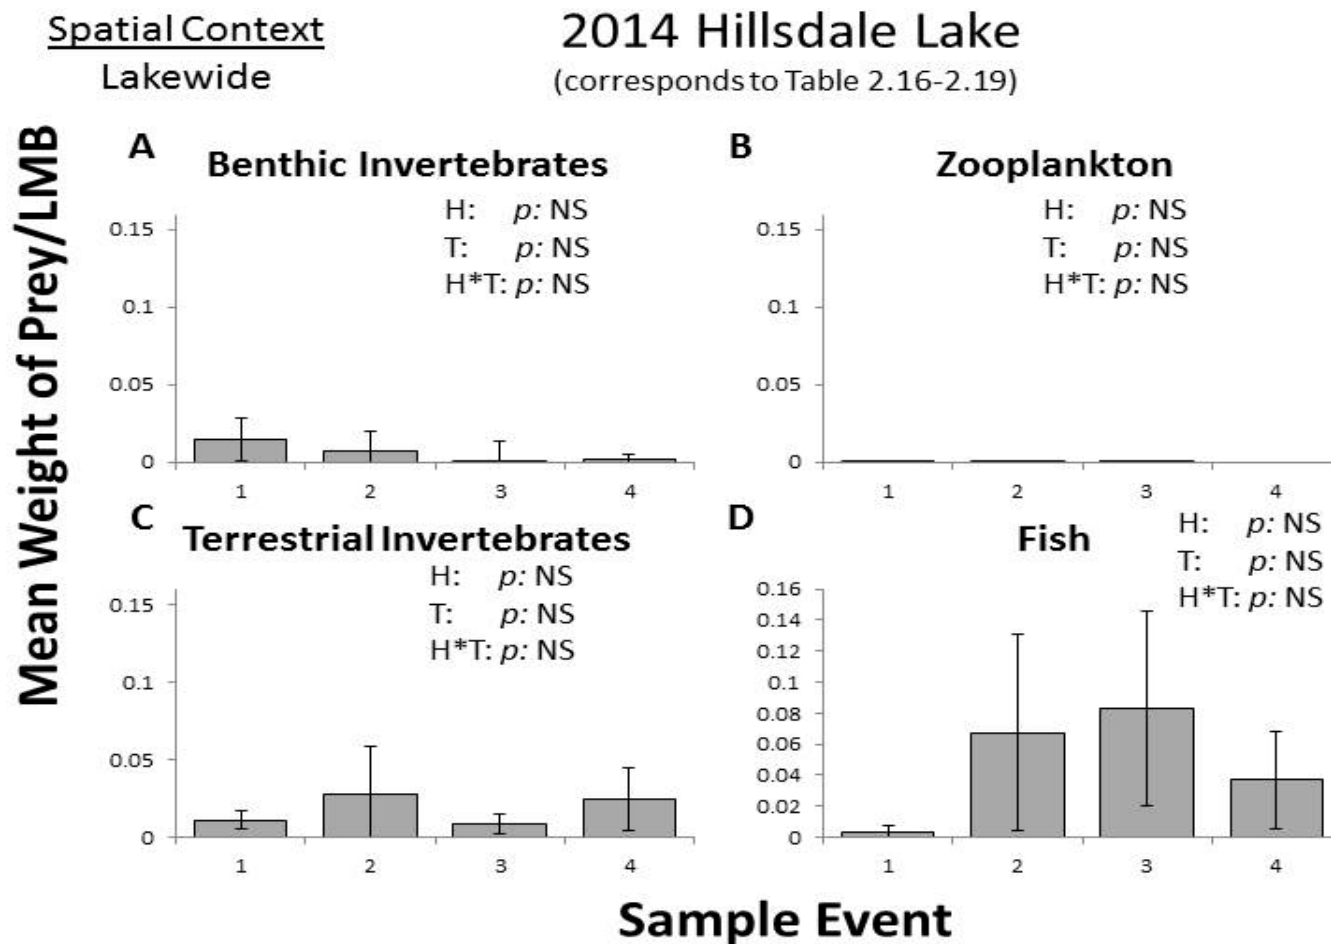 Spatial Context
Lakewide
2014 Hillsdale Lake
(corresponds to Table 2.16-2.19)
Mean Weight of Prey/LMB
A
Benthic Invertebrates
H: p: NS
T: p: NS
H*T: p: NS
0.15
0.1
0.05
0
1 2 3 4
B
Zooplankton
H: p: NS
T: p: NS
H*T: p: NS
0.15
0.1
0.05
0
1 2 3 4
C
Terrestrial Invertebrates
H: p: NS
T: p: NS
H*T: p: NS
0.15
0.1
0.05
0
1 2 3 4
D
Fish
H: p: NS
T: p: NS
H*T: p: NS
0.16
0.14
0.12
0.1
0.08
0.06
0.04
0.02
0
1 2 3 4
Sample Event